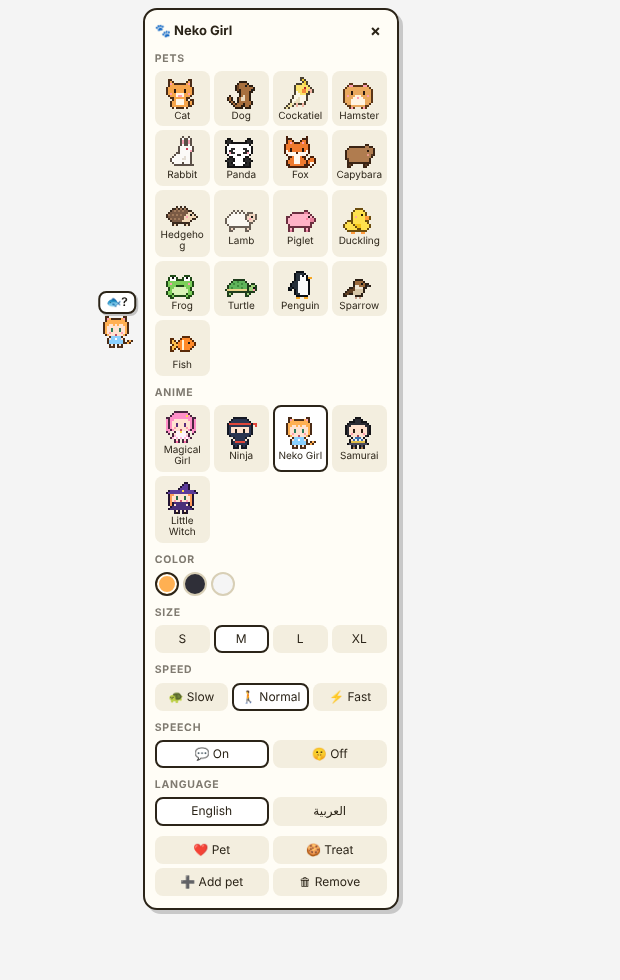 🐾 Neko Girl ×
PETS
Cat Dog Cockatiel Hamster
Rabbit Panda Fox Capybara
Hedgeho
g Lamb Piglet Duckling
Frog Turtle Penguin Sparrow
🐟?
Fish
ANIME
Magical
Girl Ninja Neko Girl Samurai
Little
Witch
COLOR
SIZE
S M L XL
SPEED
🐢 Slow 🚶 Normal ⚡ Fast
SPEECH
💬 On 🤫 Off
LANGUAGE
English العربية
❤️ Pet 🍪 Treat
➕ Add pet 🗑 Remove